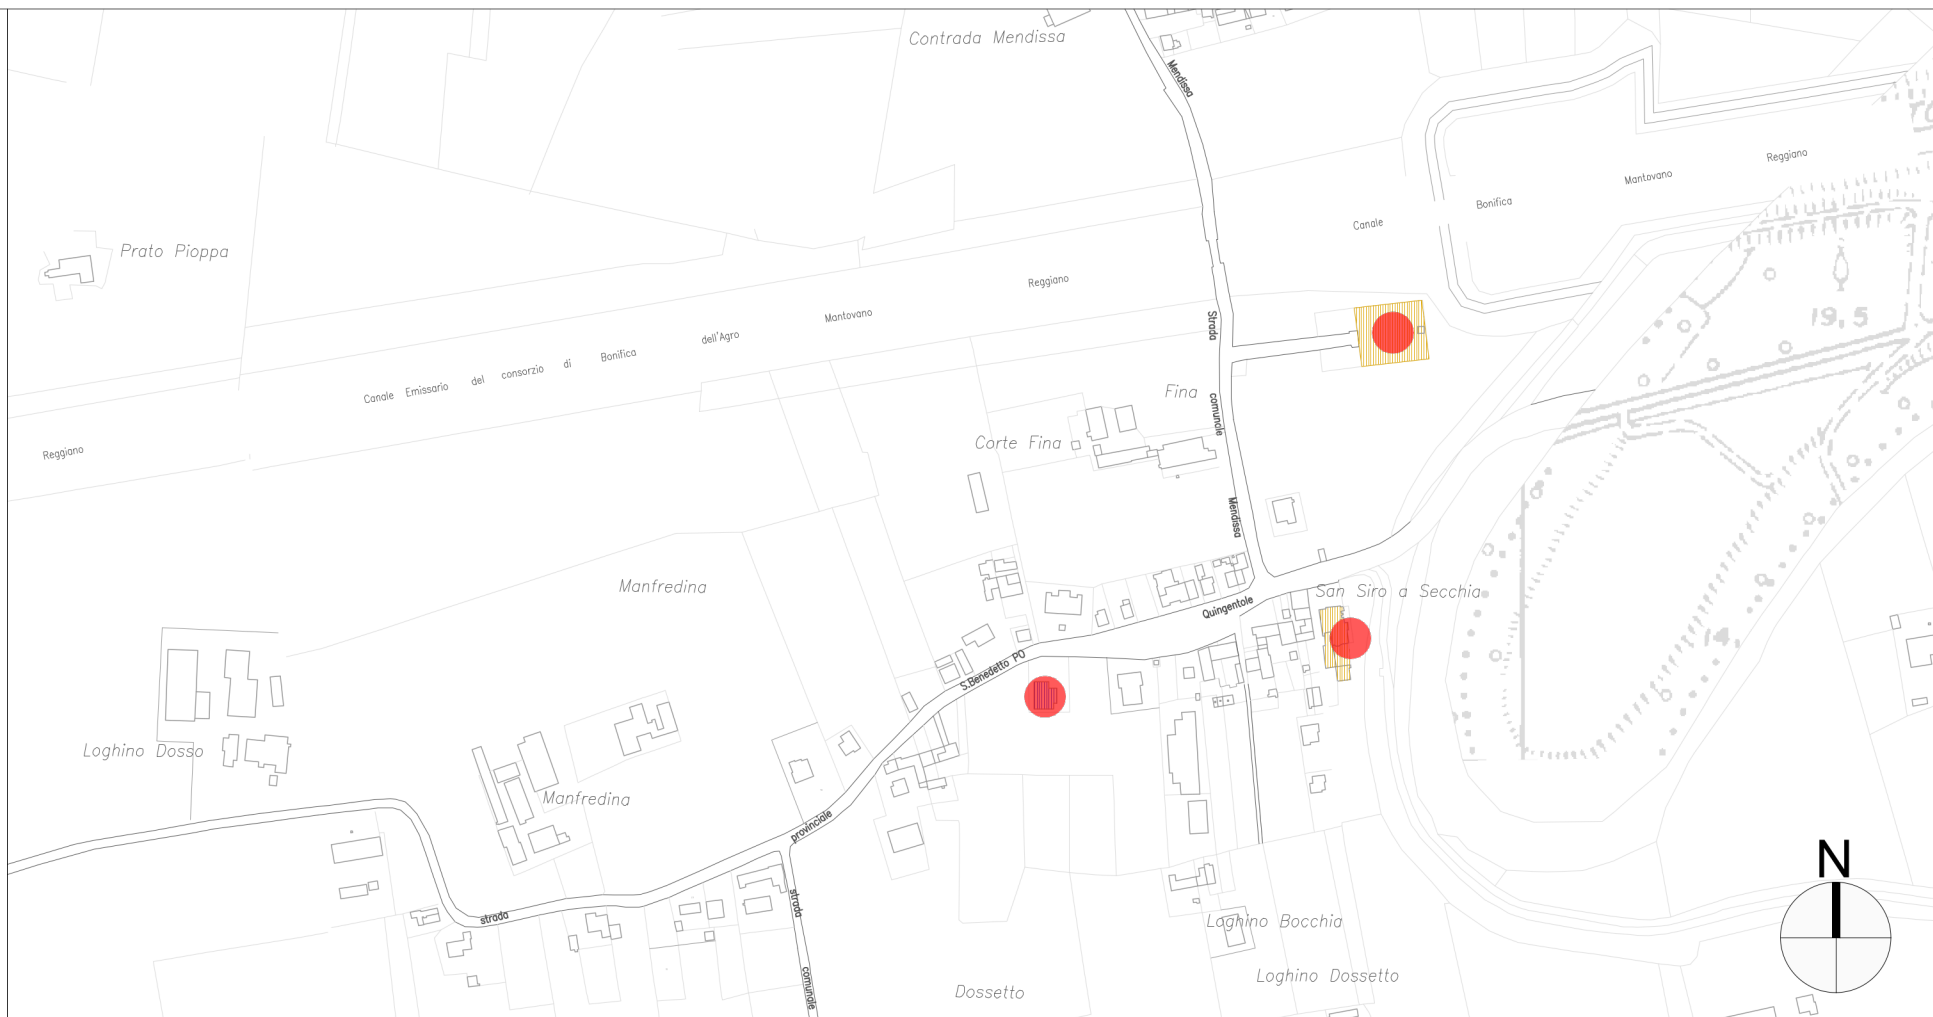 Contrada Mendissa
Mendissa
Reggiano
Mantovano
Bonifica
Canale
Prato Pioppa
Reggiano
Mantovano
dell'Agro
Bonifica
di
consorzio
del
Canale Emissario
Reggiano
Strada
comunale
Mendissa
19,5
Fina
Corte Fina
Manfredina
San Siro a Secchia
Quingentole
S.Benedetto PO
14.
Loghino Dosso
Manfredina
provinciale
strada
strada
comunale
Loghino Bocchia
Loghino Dossetto
Dossetto
N